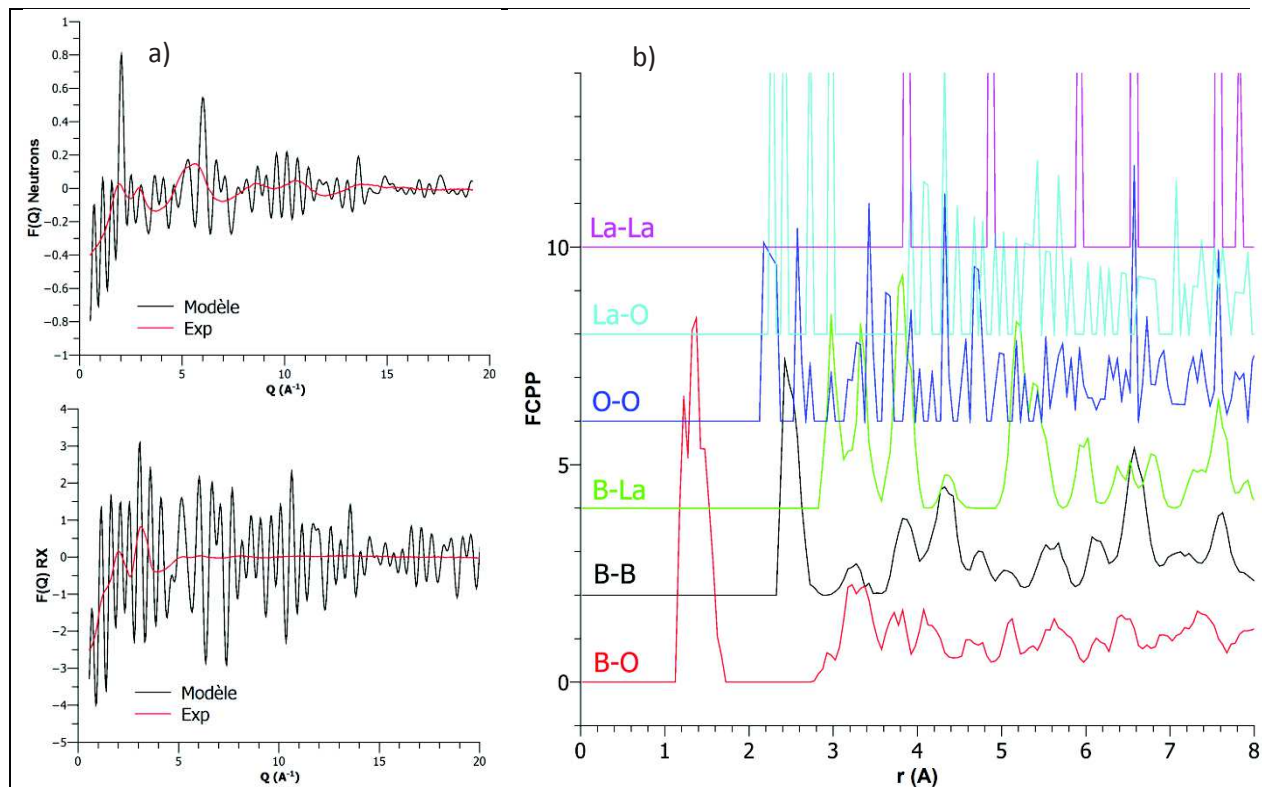 a)
1
0.8
0.6
0.4
0.2
0
-0.2
-0.4
-0.6
-0.8
-1
F(Q) Neutrons
Modèle
Exp
0
5
10
15
20
Q (A-1)
4
3
2
1
0
-1
-2
-3
-4
-5
F(Q) RX
Modèle
Exp
0
5
10
15
20
Q (A-1)
b)
10
5
0
FCPP
La-La
La-O
O-O
B-La
B-B
B-O
0
1
2
3
4
5
6
7
8
r (A)